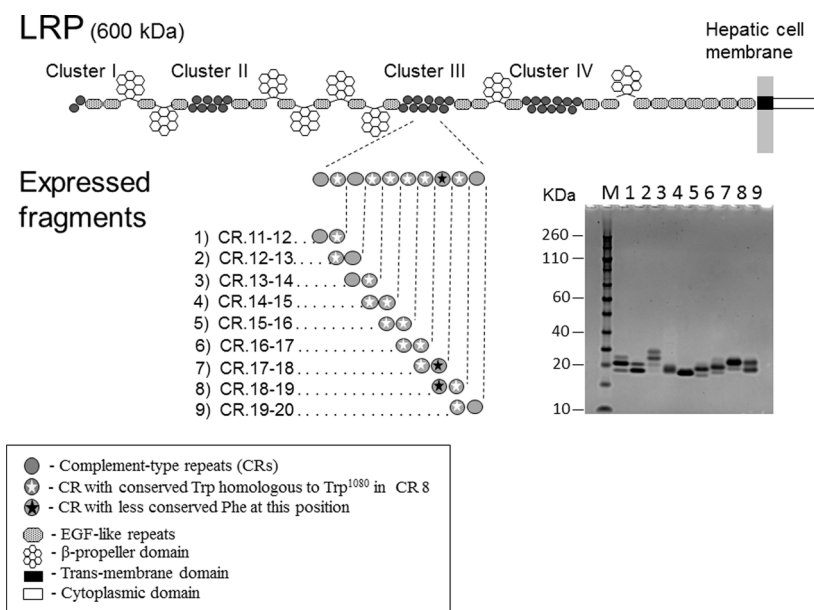 LRP (600 kDa)
Hepatic cell
membrane
Cluster I
Cluster II
Cluster III
Cluster IV
Expressed
fragments
1) CR.11-12
2) CR.12-13
3) CR.13-14
4) CR.14-15
5) CR.15-16
6) CR.16-17
7) CR.17-18
8) CR.18-19
9) CR.19-20
KDa M 1 2 3 4 5 6 7 8 9
260
110
60
40
20
10
- Complement-type repeats (CRs)
- CR with conserved Trp homologous to Trp1080 in CR 8
- CR with less conserved Phe at this position
- EGF-like repeats
- β-propeller domain
- Trans-membrane domain
- Cytoplasmic domain